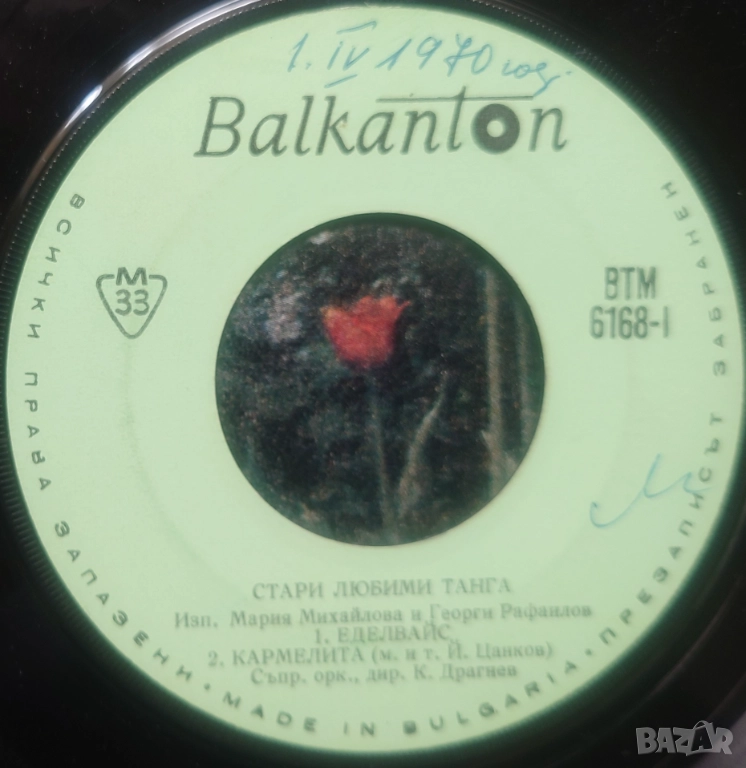 1. IV 1970 год
Balkanton
M
33
ВТМ
6168-I
СТАРИ ЛЮБИМИ ТАНГА
Изп. Мария Михайлова и Георги Рафаилов
1. ЕДЕЛВАЙС,
2. КАРМЕЛИТА (м. и т. Й. Цанков)
Съпр. орк., дир. К. Драгнев
ВСИЧКИ ПРАВА ЗАПАЗЕНИ • MADE IN BULGARIA • ПРЕЗАПИСЪТ ЗАБРАНЕН
BAZAR